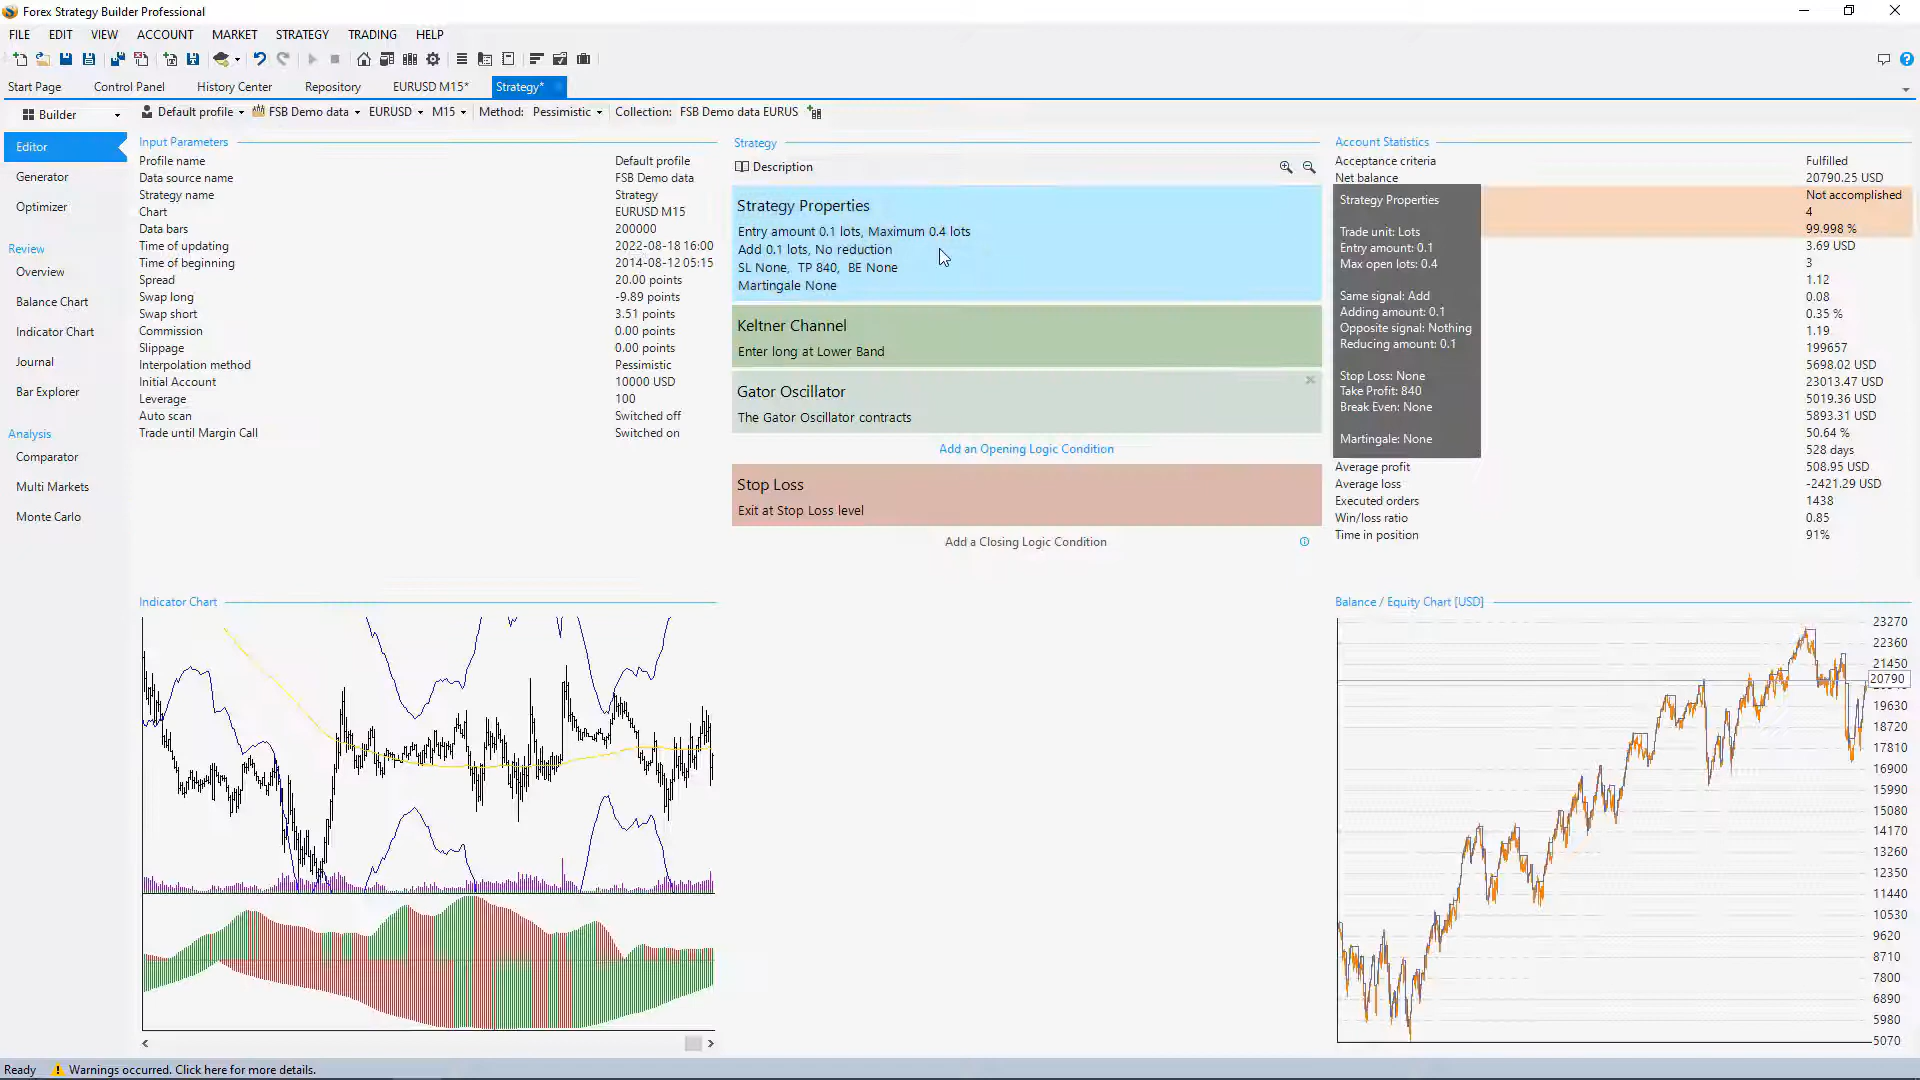 Forex Strategy Builder Professional
FILE EDIT VIEW ACCOUNT MARKET STRATEGY TRADING HELP
Start Page Control Panel History Center Repository EURUSD M15* Strategy*
Builder Default profile FSB Demo data EURUSD M15 Method: Pessimistic Collection: FSB Demo data EURUS
Editor
Generator
Optimizer
Review
Overview
Balance Chart
Indicator Chart
Journal
Bar Explorer
Analysis
Comparator
Multi Markets
Monte Carlo
Input Parameters
Profile name Default profile
Data source name FSB Demo data
Strategy name Strategy
Chart EURUSD M15
Data bars 200000
Time of updating 2022-08-18 16:00
Time of beginning 2014-08-12 05:15
Spread 20.00 points
Swap long -9.89 points
Swap short 3.51 points
Commission 0.00 points
Slippage 0.00 points
Interpolation method Pessimistic
Initial Account 10000 USD
Leverage 100
Auto scan Switched off
Trade until Margin Call Switched on
Strategy
Description
Strategy Properties
Entry amount 0.1 lots, Maximum 0.4 lots
Add 0.1 lots, No reduction
SL None, TP 840, BE None
Martingale None
Keltner Channel
Enter long at Lower Band
Gator Oscillator
The Gator Oscillator contracts
Add an Opening Logic Condition
Stop Loss
Exit at Stop Loss level
Add a Closing Logic Condition
Account Statistics
Acceptance criteria Fulfilled
Net balance 20790.25 USD
Not accomplished
4
99.998 %
3.69 USD
3
1.12
0.08
0.35 %
1.19
199657
5698.02 USD
23013.47 USD
5019.36 USD
5893.31 USD
50.64 %
528 days
Average profit 508.95 USD
Average loss -2421.29 USD
Executed orders 1438
Win/loss ratio 0.85
Time in position 91%
Strategy Properties
Trade unit: Lots
Entry amount: 0.1
Max open lots: 0.4
Same signal: Add
Adding amount: 0.1
Opposite signal: Nothing
Reducing amount: 0.1
Stop Loss: None
Take Profit: 840
Break Even: None
Martingale: None
Indicator Chart
Balance / Equity Chart [USD]
23270
22360
21450
20790
19630
18720
17810
16900
15990
15080
14170
13260
12350
11440
10530
9620
8710
7800
6890
5980
5070
Ready Warnings occurred. Click here for more details.